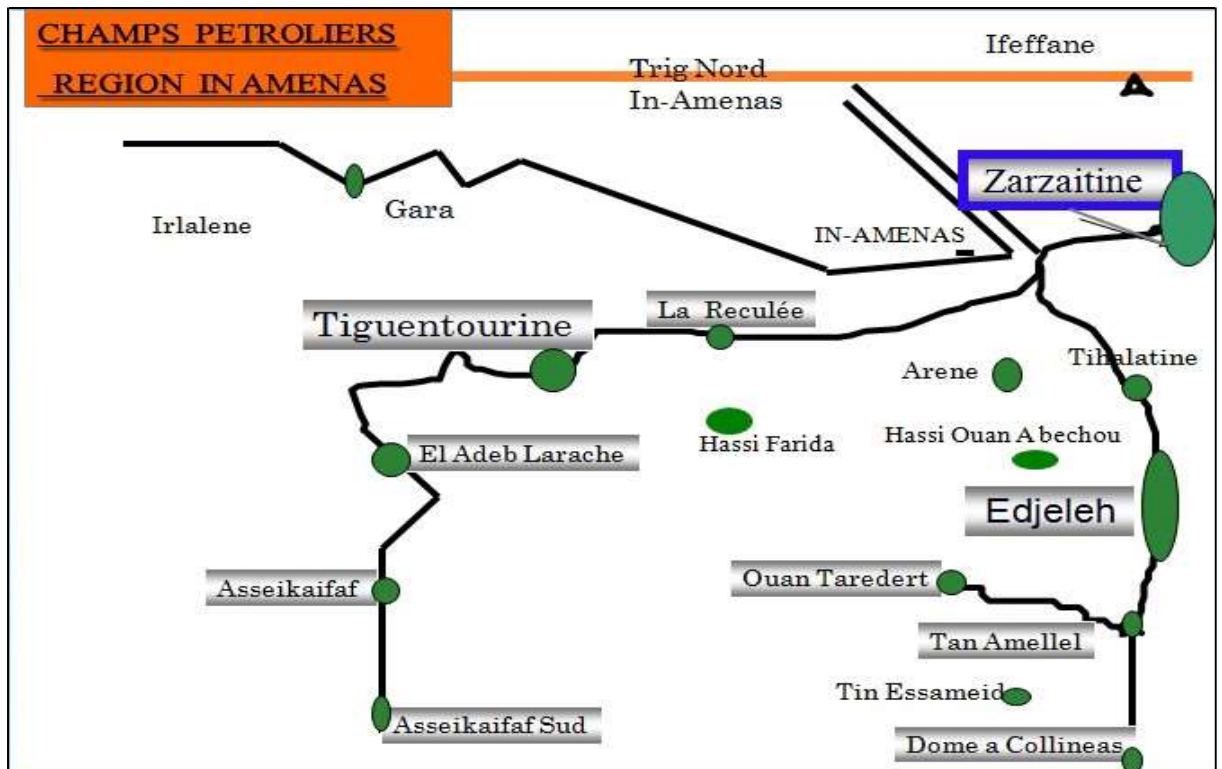 CHAMPS PETROLIERS
REGION IN AMENAS
Ifeffane
Trig Nord
In-Amenas
Zarzaitine
Irlalene
Gara
IN-AMENAS
La Reculée
Tiguentourine
Arene
Tihalatine
Hassi Farida
Hassi Ouan A bechou
El Adeb Larache
Edjeleh
Asseikaifaf
Ouan Taredert
Tan Amellel
Tin Essameid
Asseikaifaf Sud
Dome a Collineas